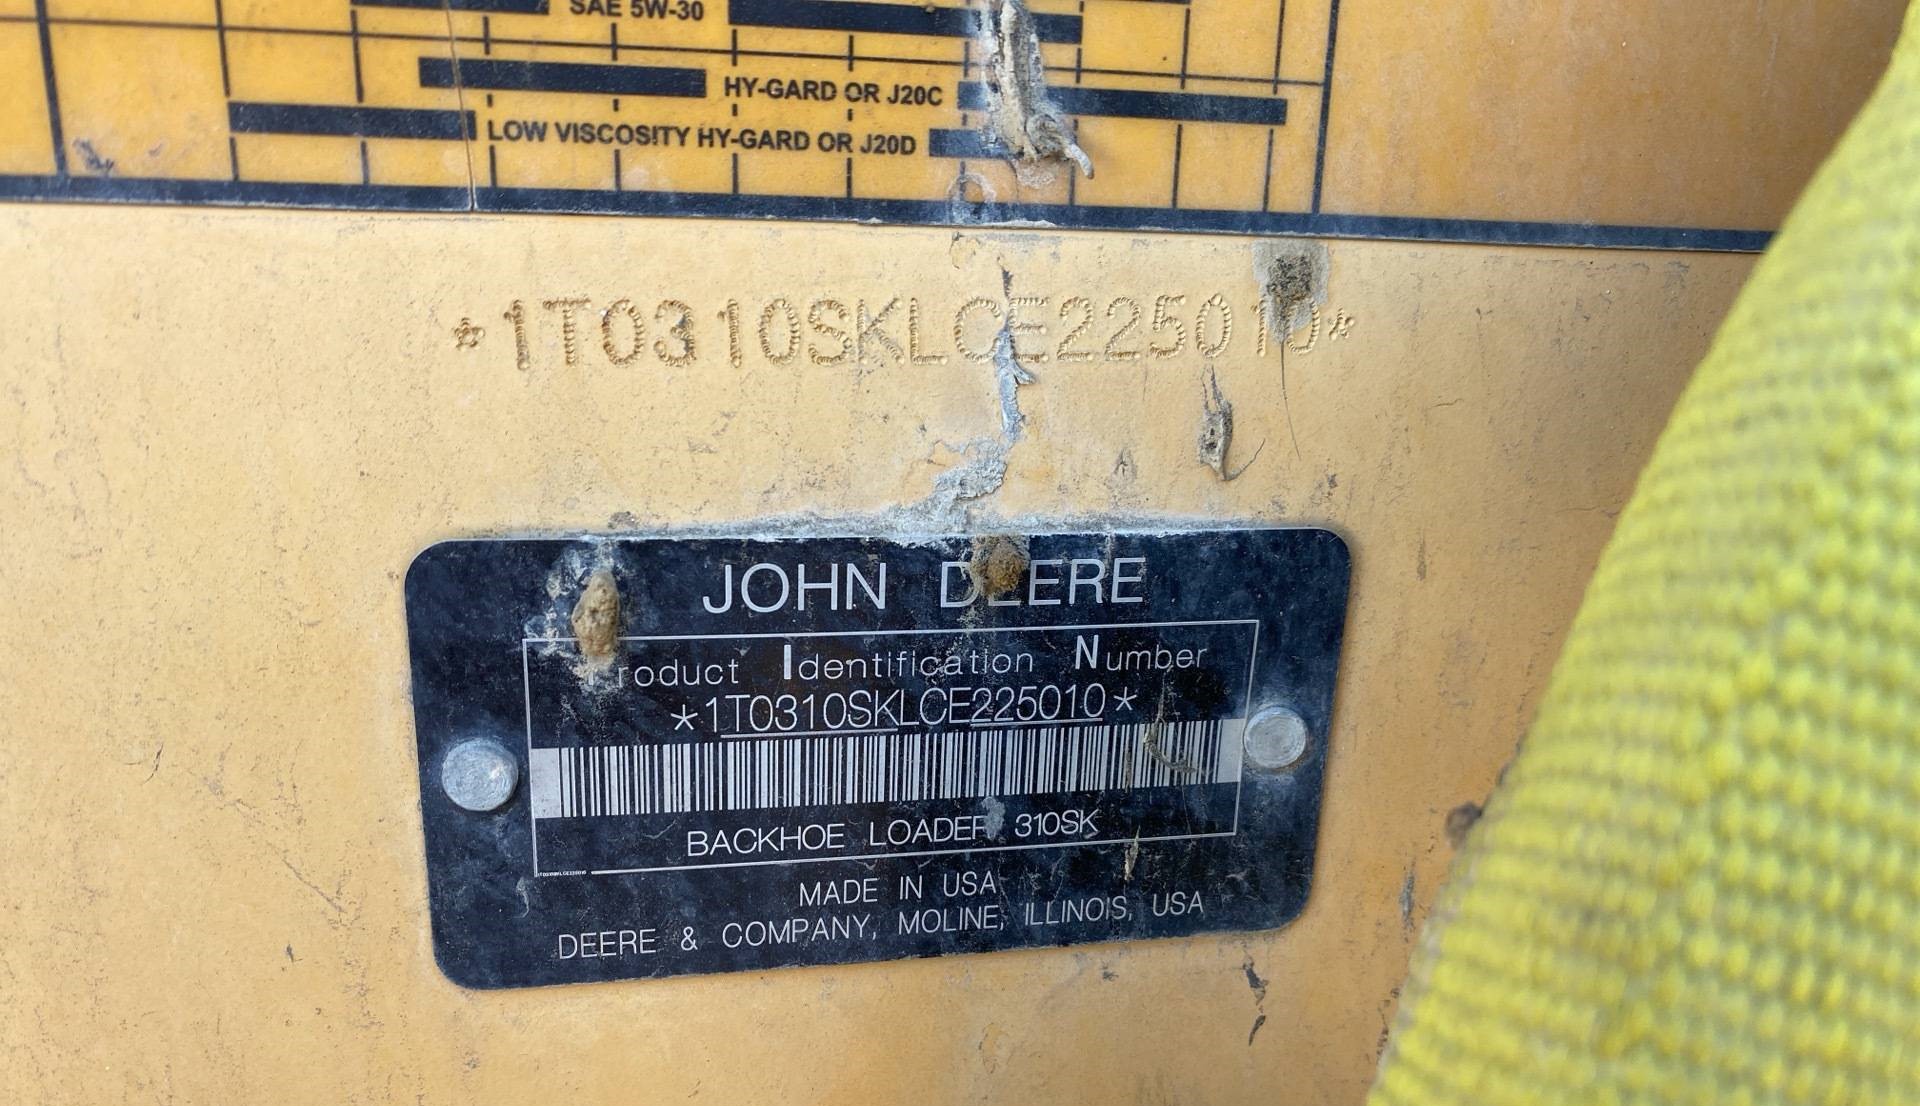 SAE 5W-30
HY-GARD OR J20C
LOW VISCOSITY HY-GARD OR J20D
*1T0310SKLCE225010*
JOHN DEERE
Product Identification Number
*1T0310SKLCE225010*
BACKHOE LOADER 310SK
MADE IN USA
DEERE & COMPANY, MOLINE, ILLINOIS, USA